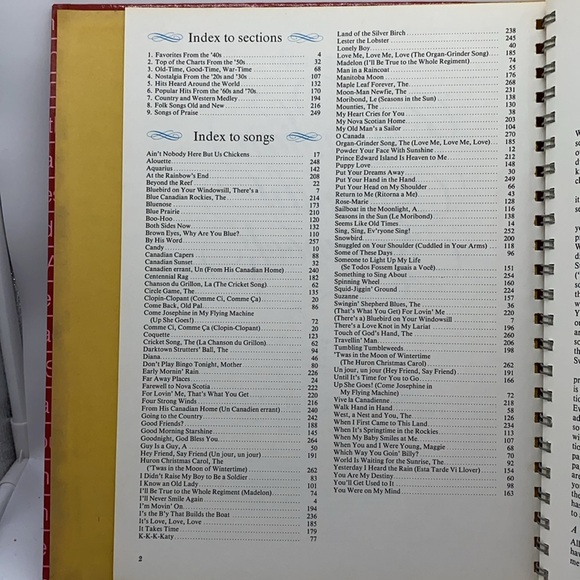 Index to sections
1. Favorites From the '40s 4
2. Top of the Charts From the '50s 32
3. Old-Time, Good-Time, War-Time 68
4. Nostalgia From the '20s and '30s 107
5. Hits Heard Around the World 132
6. Popular Hits From the '60s and '70s 170
7. Country and Western Medley 194
8. Folk Songs Old and New 216
9. Songs of Praise 249
Index to songs
Ain't Nobody Here But Us Chickens 17
Alouette 248
Aquarius 142
At the Rainbow's End 208
Beyond the Reef 22
Bluebird on Your Windowsill, There's a 7
Blue Canadian Rockies, The 214
Bluenose 173
Blue Prairie 210
Boo-Hoo 120
Both Sides Now 132
Brown Eyes, Why Are You Blue? 110
By His Word 257
Candy 10
Canadian Capers 88
Canadian Sunset 32
Canadien errant, Un (From His Canadian Home) 240
Centennial Rag 182
Chanson du Grillon, La (The Cricket Song) 62
Circle Game, The 135
Clopin-Clopant (Comme Ci, Comme Ça) 20
Come Back, Old Pal 86
Come Josephine in My Flying Machine
(Up She Goes!) 72
Comme Ci, Comme Ça (Clopin-Clopant) 20
Coquette 123
Cricket Song, The (La Chanson du Grillon) 62
Darktown Strutters' Ball, The 94
Diana 46
Don't Play Bingo Tonight, Mother 80
Early Mornin' Rain 226
Far Away Places 24
Farewell to Nova Scotia 222
For Lovin' Me, That's What You Get 220
Four Strong Winds 216
From His Canadian Home (Un Canadien errant) 240
Going to the Country 242
Good Friends? 188
Good Morning Starshine 145
Goodnight, God Bless You 264
Guy Is a Guy, A 50
Hey Friend, Say Friend (Un jour, un jour) 191
Huron Christmas Carol, The
('Twas in the Moon of Wintertime) 262
I Didn't Raise My Boy to Be a Soldier 83
I Know an Old Lady 101
I'll Be True to the Whole Regiment (Madelon) 74
I'll Never Smile Again 4
I'm Movin' On 194
I's the B'y That Builds the Boat 236
It's Love, Love, Love 185
It Takes Time 179
K-K-K-Katy 77
2
Land of the Silver Birch 238
Lester the Lobster 245
Lonely Boy 40
Love Me, Love Me, Love (The Organ-Grinder Song) 185
Madelon (I'll Be True to the Whole Regiment) 74
Man in a Raincoat 55
Manitoba Moon 176
Maple Leaf Forever, The 268
Moon-Man Newfie, The 231
Moribond, Le (Seasons in the Sun) 138
Mounties, The 130
My Heart Cries for You 38
My Nova Scotian Home 203
My Old Man's a Sailor 104
O Canada 270
Organ-Grinder Song, The (Love Me, Love Me, Love) 185
Powder Your Face With Sunshine 12
Prince Edward Island Is Heaven to Me 212
Puppy Love 148
Put Your Dreams Away 30
Put Your Hand in the Hand 249
Put Your Head on My Shoulder 66
Return to Me (Ritorna a Me) 43
Rose-Marie 128
Sailboat in the Moonlight, A 116
Seasons in the Sun (Le Moribond) 138
Seems Like Old Times 14
Sing, Sing, Ev'ryone Sing! 252
Snowbird 200
Snuggled on Your Shoulder (Cuddled in Your Arms) 118
Some of These Days 96
Someone to Light Up My Life
(Se Todos Fossem Iguais a Você) 151
Something to Sing About 254
Spinning Wheel 160
Squid-Jiggin' Ground 224
Suzanne 157
Swingin' Shepherd Blues, The 36
(That's What You Get) For Lovin' Me 220
(There's a) Bluebird on Your Windowsill 7
There's a Love Knot in My Lariat 196
Touch of God's Hand, The 260
Travellin' Man 206
Tumbling Tumbleweeds 198
'Twas in the Moon of Wintertime
(The Huron Christmas Carol) 262
Un jour, un jour (Hey Friend, Say Friend) 191
Until It's Time for You to Go 166
Up She Goes! (Come Josephine in
My Flying Machine) 72
Vive la Canadienne 218
Walk Hand in Hand 58
West, a Nest and You, The 126
When I First Came to This Land 234
When It's Springtime in the Rockies 113
When My Baby Smiles at Me 107
When You and I Were Young, Maggie 68
Which Way You Goin' Billy? 70
World Is Waiting for the Sunrise, The 92
Yesterday I Heard the Rain (Esta Tarde Vi Llover) 154
You Are My Destiny 60
You'll Get Used to It 98
You Were on My Mind 163